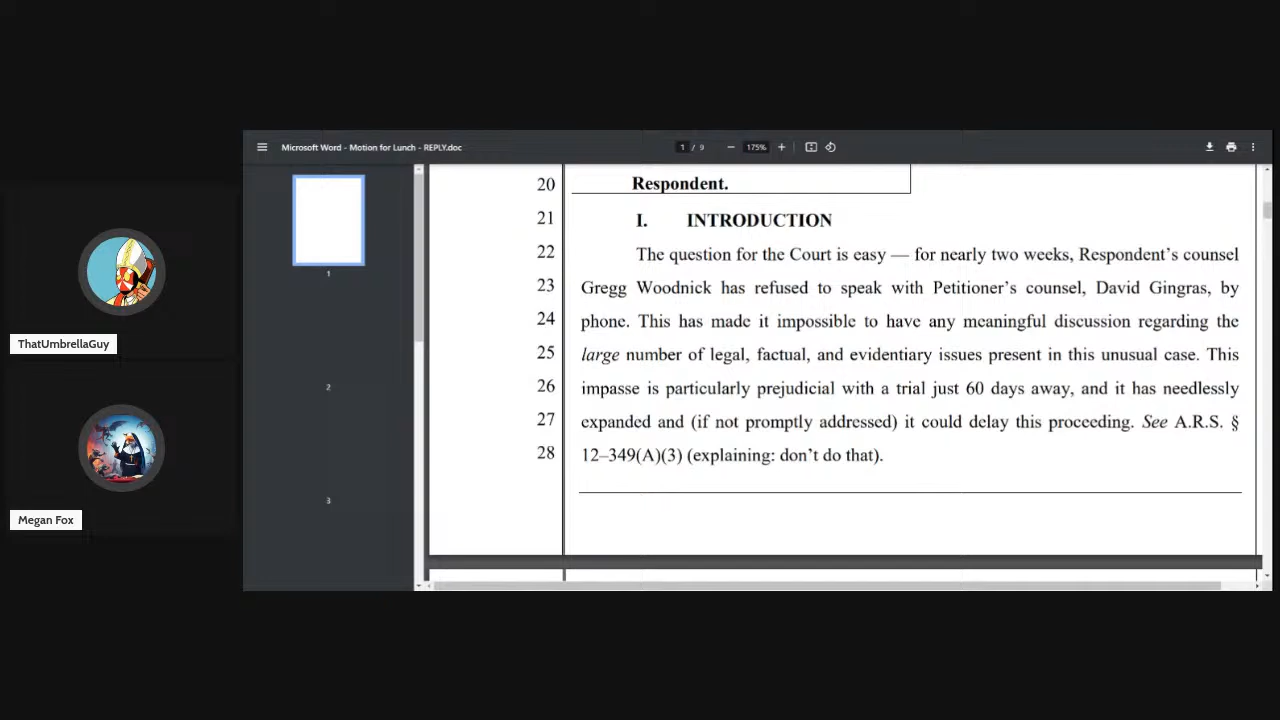 Microsoft Word - Motion for Lunch - REPLY.doc
1 / 9
175%
20 Respondent.
21 I. INTRODUCTION
22 The question for the Court is easy — for nearly two weeks, Respondent's counsel
23 Gregg Woodnick has refused to speak with Petitioner's counsel, David Gingras, by
24 phone. This has made it impossible to have any meaningful discussion regarding the
25 large number of legal, factual, and evidentiary issues present in this unusual case. This
26 impasse is particularly prejudicial with a trial just 60 days away, and it has needlessly
27 expanded and (if not promptly addressed) it could delay this proceeding. See A.R.S. §
28 12–349(A)(3) (explaining: don't do that).
1
2
3
ThatUmbrellaGuy
Megan Fox